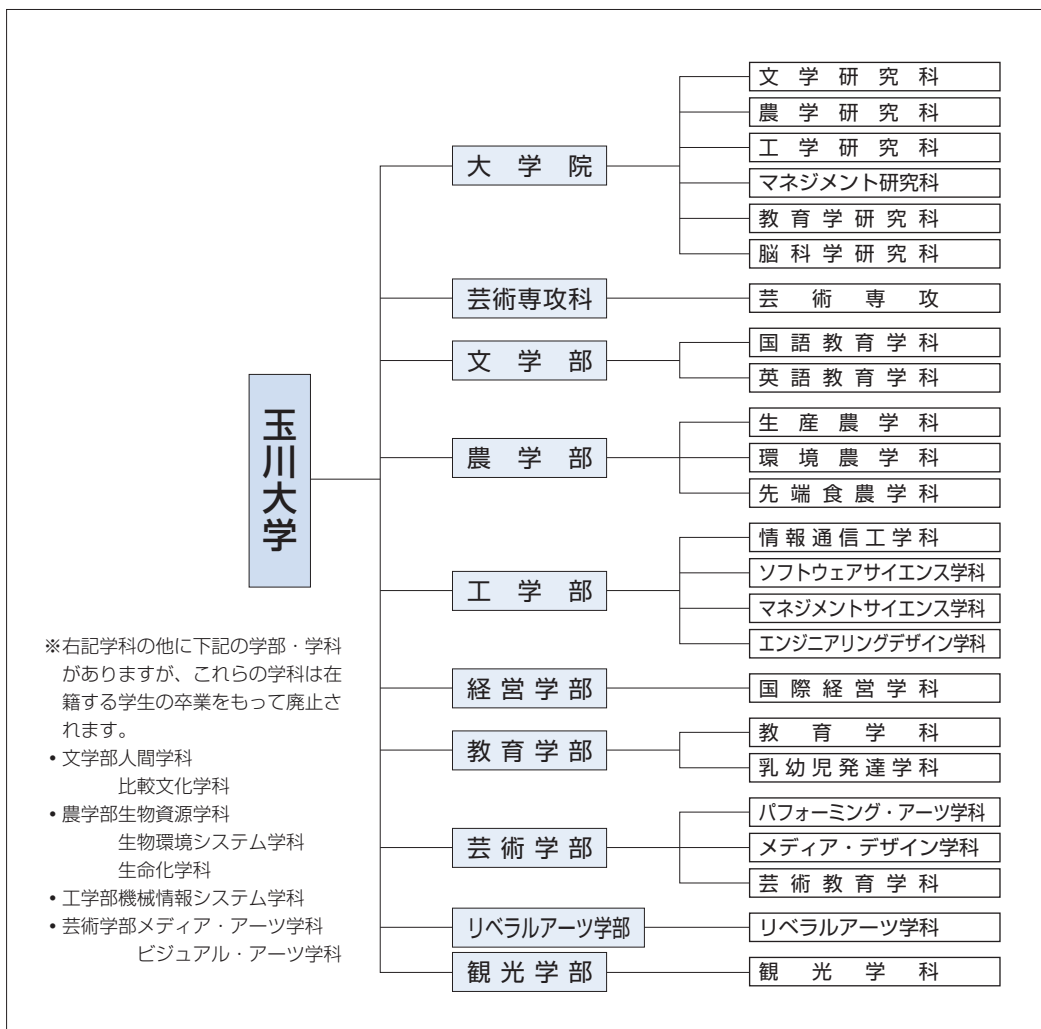 玉川大学
大学院
文学研究科
農学研究科
工学研究科
マネジメント研究科
教育学研究科
脳科学研究科
芸術専攻科
芸術専攻
文学部
国語教育学科
英語教育学科
農学部
生産農学科
環境農学科
先端食農学科
工学部
情報通信工学科
ソフトウェアサイエンス学科
マネジメントサイエンス学科
エンジニアリングデザイン学科
経営学部
国際経営学科
教育学部
教育学科
乳幼児発達学科
芸術学部
パフォーミング・アーツ学科
メディア・デザイン学科
芸術教育学科
リベラルアーツ学部
リベラルアーツ学科
観光学部
観光学科
※右記学科の他に下記の学部・学科
がありますが、これらの学科は在
籍する学生の卒業をもって廃止さ
れます。
•文学部人間学科
比較文化学科
•農学部生物資源学科
生物環境システム学科
生命化学科
•工学部機械情報システム学科
•芸術学部メディア・アーツ学科
ビジュアル・アーツ学科